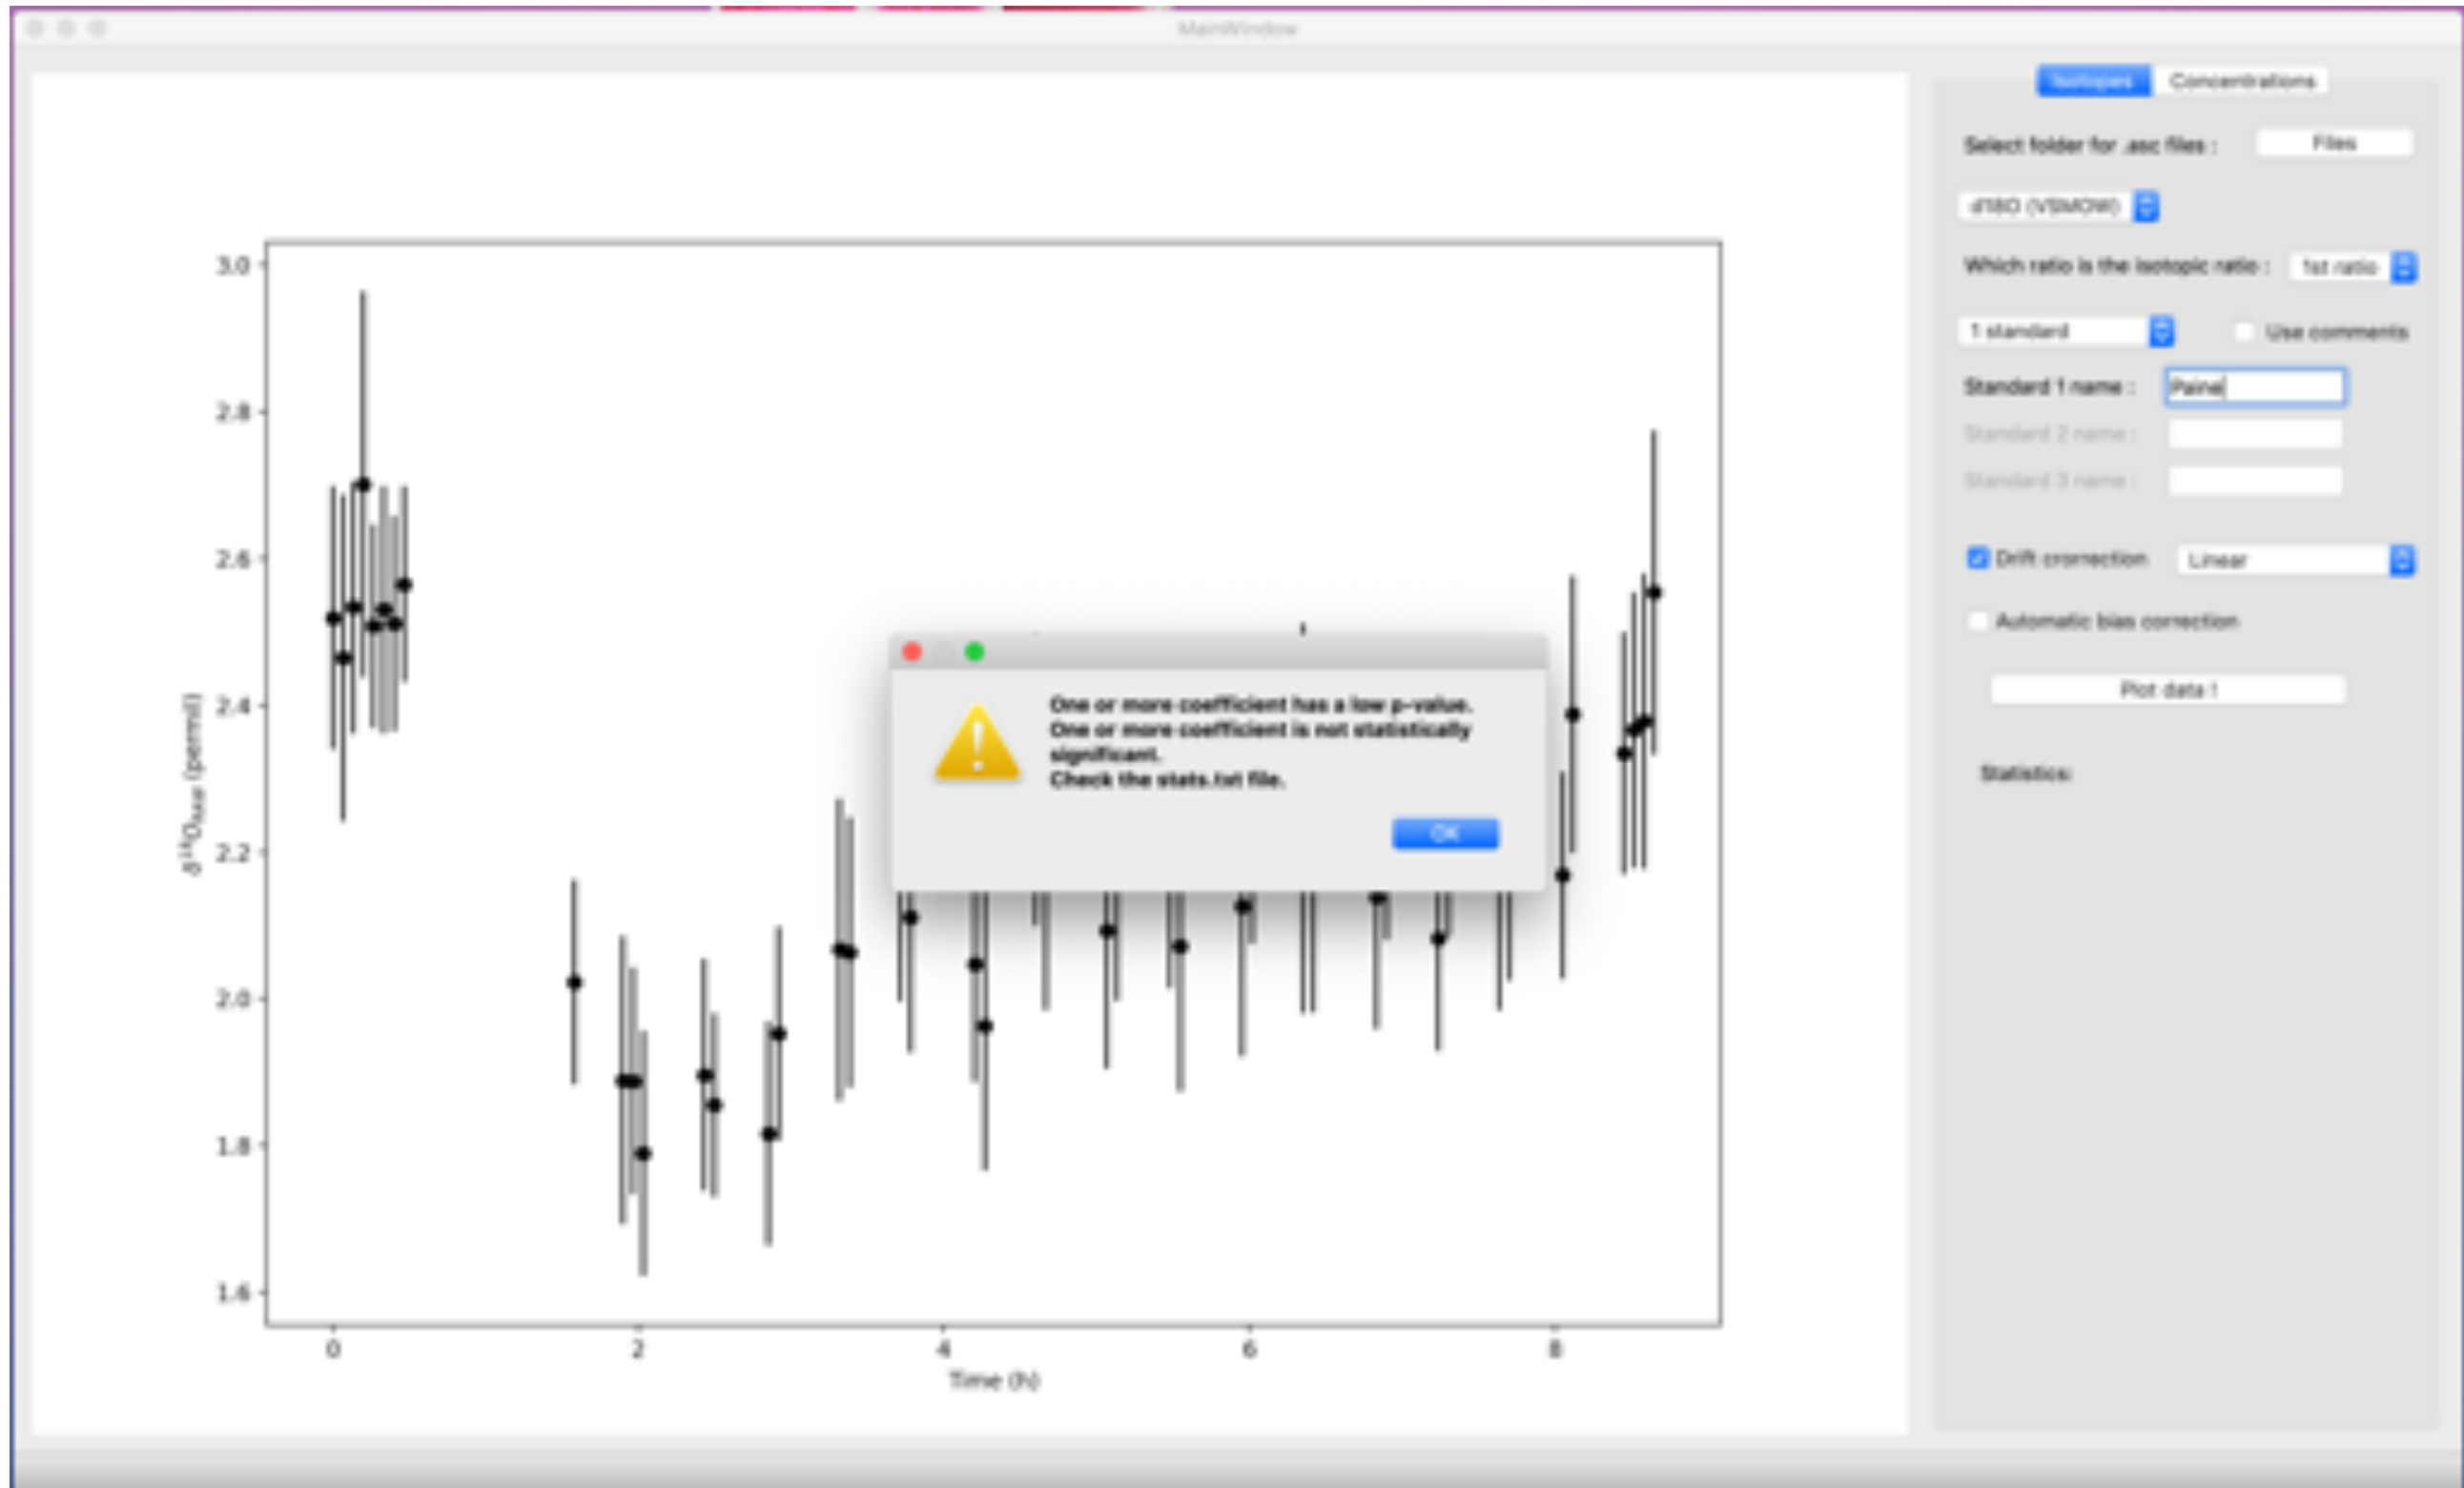 MainWindow
Isotopes
Concentrations
Select folder for .asc files :
Files
d18O (VSMOW)
Which ratio is the isotopic ratio :
1st ratio
1 standard
Use comments
Standard 1 name :
Paine
Standard 2 name :
Standard 3 name :
Drift crorrection
Linear
Automatic bias correction
Plot data !
Statistics:
One or more coefficient has a low p-value.
One or more coefficient is not statistically
significant.
Check the stats.txt file.
OK
3.0
2.8
2.6
2.4
2.2
2.0
1.8
1.6
(permil)
0
2
4
6
8
Time (h)